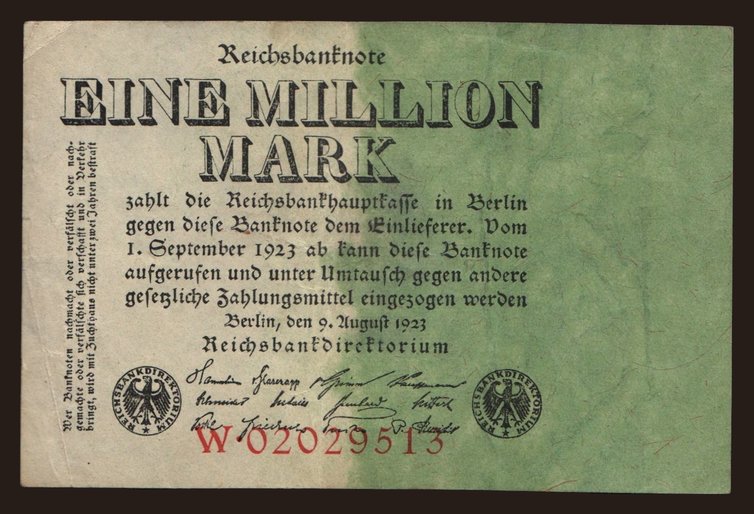 Reichsbanknote
EINE MILLION
MARK
zahlt die Reichsbankhauptkasse in Berlin
gegen diese Banknote dem Einlieferer. Vom
1. September 1923 ab kann diese Banknote
aufgerufen und unter Umtausch gegen andere
gesetzliche Zahlungsmittel eingezogen werden
Berlin, den 9. August 1923
Reichsbankdirektorium
Wer Banknoten nachmacht oder verfälscht oder nach-
gemachte oder verfälschte sich verschafft und in Verkehr
bringt, wird mit Zuchthaus nicht unter zwei Jahren bestraft
REICHSBANKDIREKTORIUM
REICHSBANKDIREKTORIUM
W·02029513